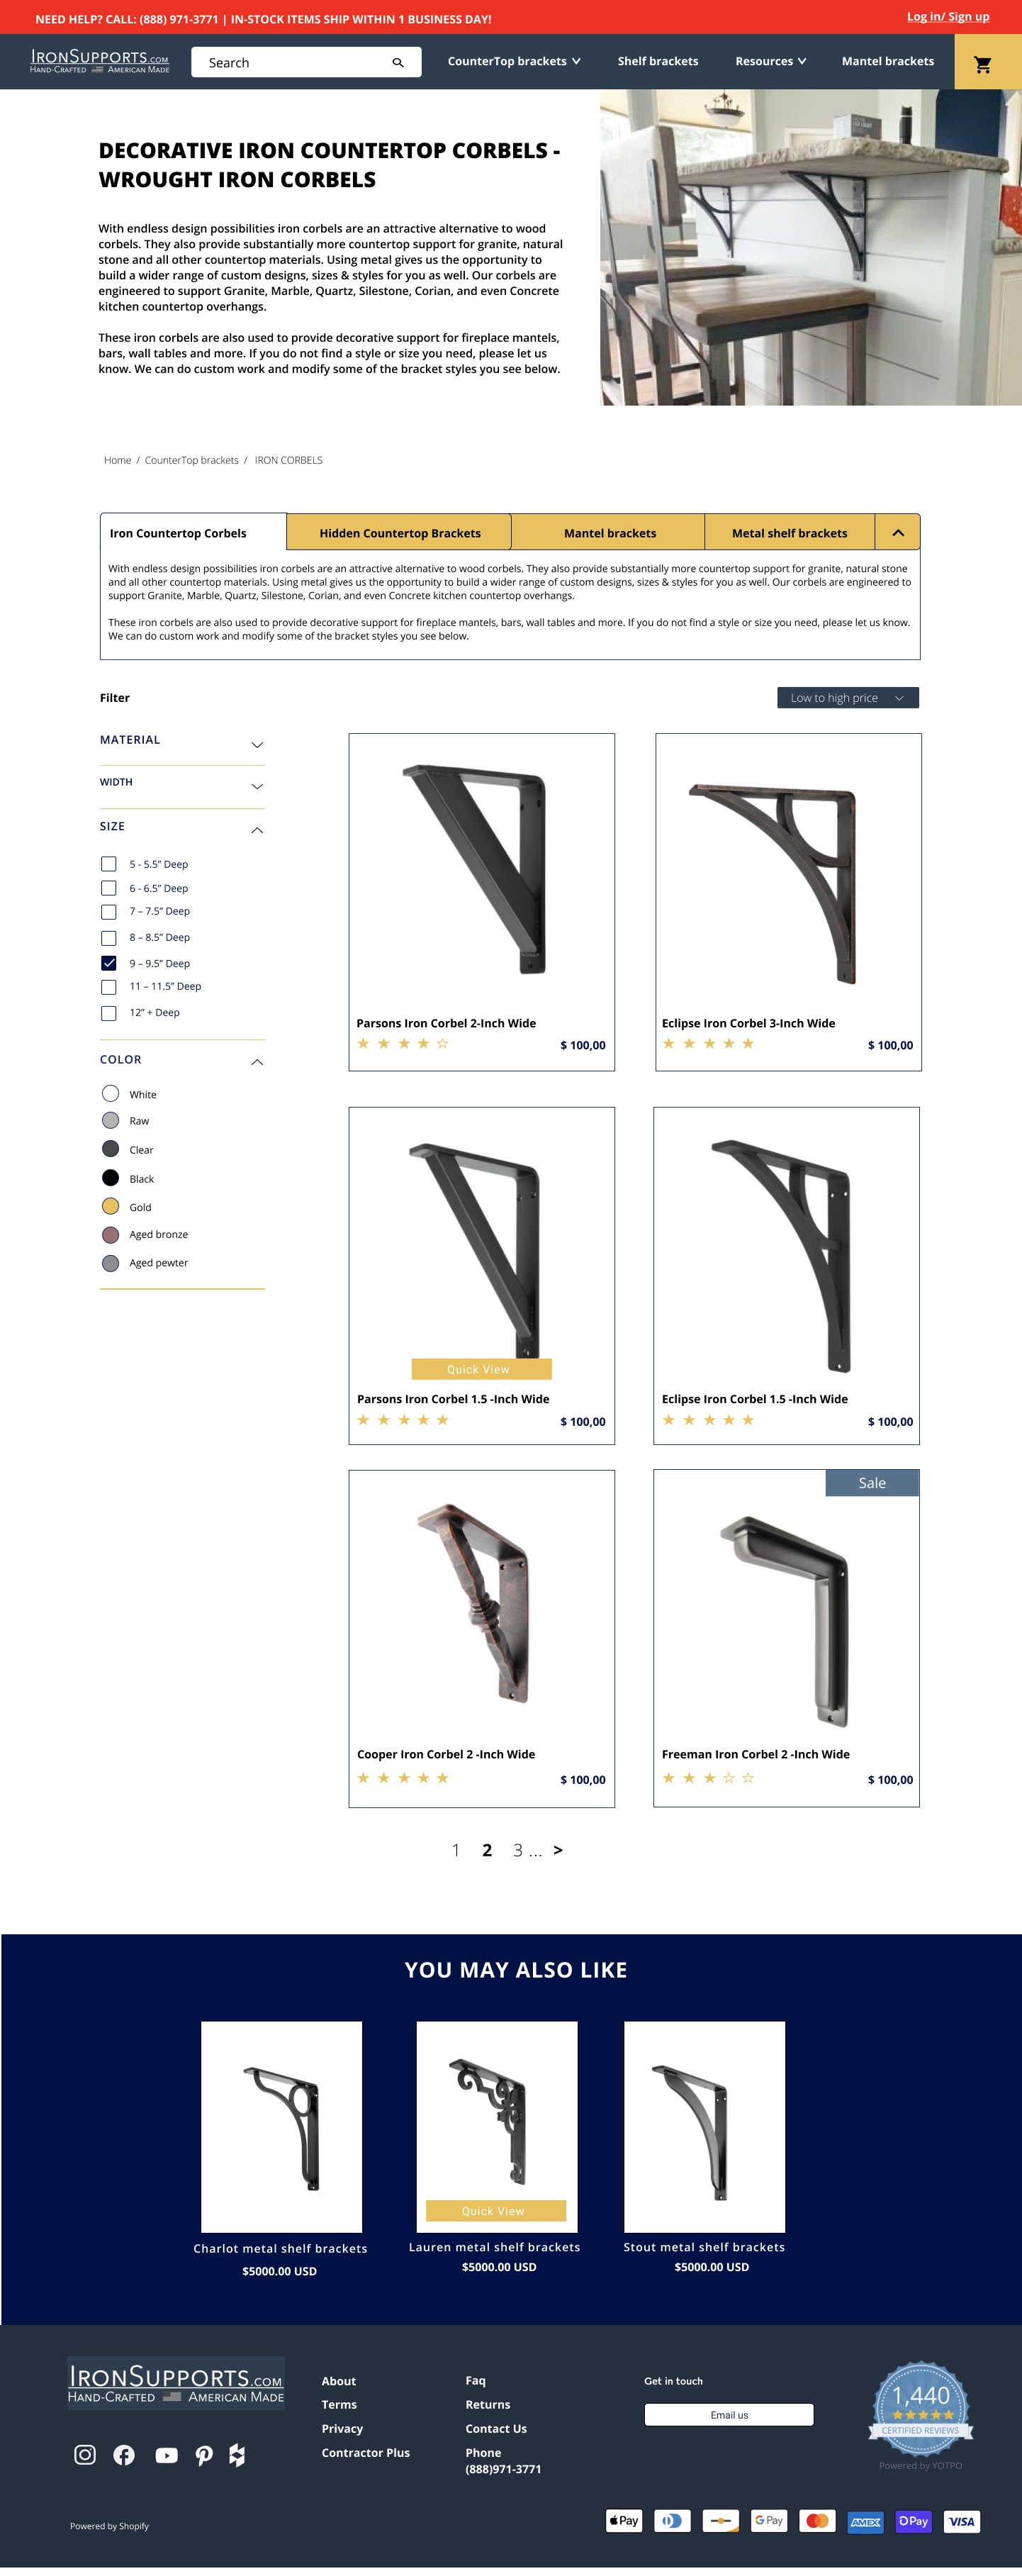 NEED HELP? CALL: (888) 971-3771 | IN-STOCK ITEMS SHIP WITHIN 1 BUSINESS DAY!
Log in/ Sign up
IRONSUPPORTS.COM
HAND-CRAFTED AMERICAN MADE
Search
CounterTop brackets
Shelf brackets
Resources
Mantel brackets
DECORATIVE IRON COUNTERTOP CORBELS -
WROUGHT IRON CORBELS
With endless design possibilities iron corbels are an attractive alternative to wood
corbels. They also provide substantially more countertop support for granite, natural
stone and all other countertop materials. Using metal gives us the opportunity to
build a wider range of custom designs, sizes & styles for you as well. Our corbels are
engineered to support Granite, Marble, Quartz, Silestone, Corian, and even Concrete
kitchen countertop overhangs.
These iron corbels are also used to provide decorative support for fireplace mantels,
bars, wall tables and more. If you do not find a style or size you need, please let us
know. We can do custom work and modify some of the bracket styles you see below.
Home / CounterTop brackets / IRON CORBELS
Iron Countertop Corbels
Hidden Countertop Brackets
Mantel brackets
Metal shelf brackets
With endless design possibilities iron corbels are an attractive alternative to wood corbels. They also provide substantially more countertop support for granite, natural stone
and all other countertop materials. Using metal gives us the opportunity to build a wider range of custom designs, sizes & styles for you as well. Our corbels are engineered to
support Granite, Marble, Quartz, Silestone, Corian, and even Concrete kitchen countertop overhangs.
These iron corbels are also used to provide decorative support for fireplace mantels, bars, wall tables and more. If you do not find a style or size you need, please let us know.
We can do custom work and modify some of the bracket styles you see below.
Filter
Low to high price
MATERIAL
WIDTH
SIZE
5 - 5.5” Deep
6 - 6.5” Deep
7 – 7.5” Deep
8 – 8.5” Deep
9 – 9.5” Deep
11 – 11.5” Deep
12” + Deep
COLOR
White
Raw
Clear
Black
Gold
Aged bronze
Aged pewter
Parsons Iron Corbel 2-Inch Wide
$ 100,00
Eclipse Iron Corbel 3-Inch Wide
$ 100,00
Quick View
Parsons Iron Corbel 1.5 -Inch Wide
$ 100,00
Eclipse Iron Corbel 1.5 -Inch Wide
$ 100,00
Cooper Iron Corbel 2 -Inch Wide
$ 100,00
Sale
Freeman Iron Corbel 2 -Inch Wide
$ 100,00
1 2 3 ... >
YOU MAY ALSO LIKE
Charlot metal shelf brackets
$5000.00 USD
Quick View
Lauren metal shelf brackets
$5000.00 USD
Stout metal shelf brackets
$5000.00 USD
IRONSUPPORTS.COM
HAND-CRAFTED AMERICAN MADE
About
Terms
Privacy
Contractor Plus
Faq
Returns
Contact Us
Phone
(888)971-3771
Get in touch
Email us
1,440
CERTIFIED REVIEWS
Powered by YOTPO
Powered by Shopify
Pay
G Pay
AMEX
Pay
VISA